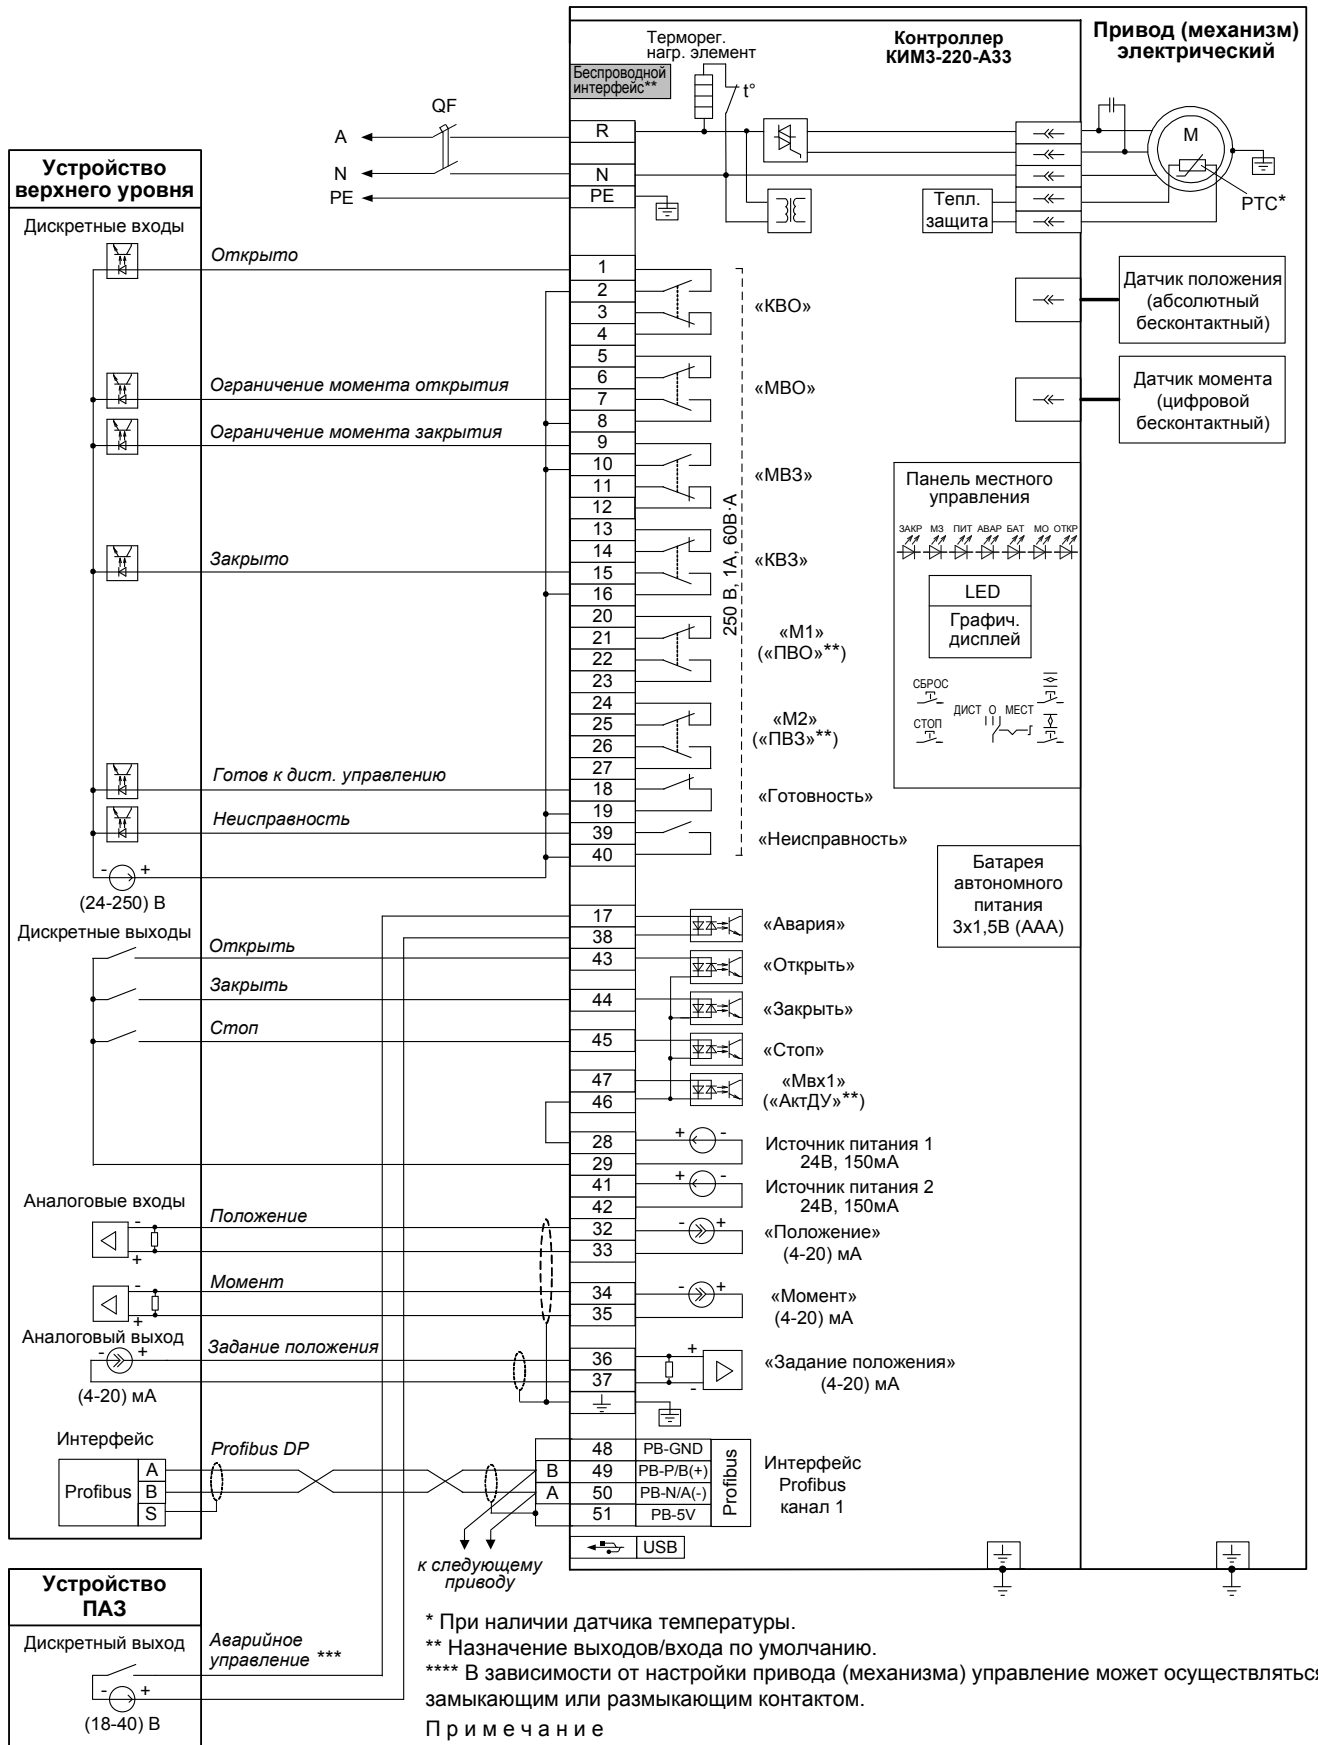 Терморег.
нагр. элемент
Контроллер
КИМ3-220-А33
Привод (механизм)
электрический
Беспроводной
интерфейс**
t°
QF
A
N
PE
R
N
PE
M
PTC*
Тепл.
защита
Устройство
верхнего уровня
Дискретные входы
Открыто
1
2
3
4
«КВО»
Датчик положения
(абсолютный
бесконтактный)
5
6
7
8
«МВО»
Ограничение момента открытия
Датчик момента
(цифровой
бесконтактный)
Ограничение момента закрытия
9
10
11
12
«МВЗ»
Панель местного
управления
ЗАКР МЗ ПИТ АВАР БАТ МО ОТКР
LED
Графич.
дисплей
СБРОС
СТОП
ДИСТ О МЕСТ
Закрыто
13
14
15
16
«КВЗ»
250 В, 1А, 60В·А
20
21
22
23
«М1»
(«ПВО»**)
24
25
26
27
«М2»
(«ПВЗ»**)
Готов к дист. управлению
18
19
«Готовность»
Неисправность
39
40
«Неисправность»
- +
(24-250) В
Батарея
автономного
питания
3х1,5В (ААА)
Дискретные выходы
17
38
«Авария»
Открыть
43
«Открыть»
Закрыть
44
«Закрыть»
Стоп
45
«Стоп»
47
46
«Мвх1»
(«АктДУ»**)
28
29
+ -
Источник питания 1
24В, 150мА
41
42
+ -
Источник питания 2
24В, 150мА
Аналоговые входы
- +
Положение
32
33
- +
«Положение»
(4-20) мА
- +
Момент
34
35
- +
«Момент»
(4-20) мА
Аналоговый выход
- +
(4-20) мА
Задание положения
36
37
+ -
«Задание положения»
(4-20) мА
Интерфейс
Profibus
A
B
S
Profibus DP
B
A
48 PB-GND
49 PB-P/B(+)
50 PB-N/A(-)
51 PB-5V
Profibus
Интерфейс
Profibus
канал 1
USB
к следующему
приводу
Устройство
ПАЗ
Дискретный выход
- +
(18-40) В
Аварийное
управление ***
* При наличии датчика температуры.
** Назначение выходов/входа по умолчанию.
**** В зависимости от настройки привода (механизма) управление может осуществляться
замыкающим или размыкающим контактом.
П р и м е ч а н и е